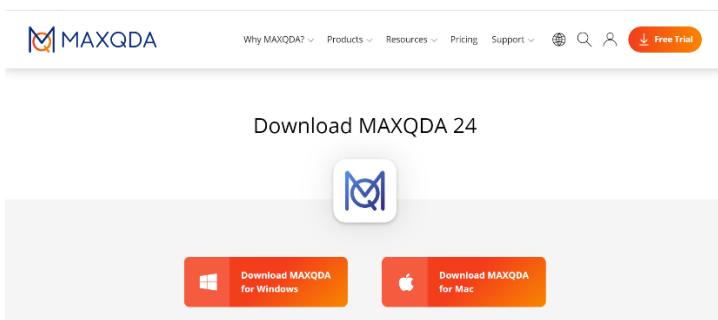 MAXQDA Why MAXQDA? Products Resources Pricing Support Free Trial
Download MAXQDA 24
Download MAXQDA
for Windows
Download MAXQDA
for Mac